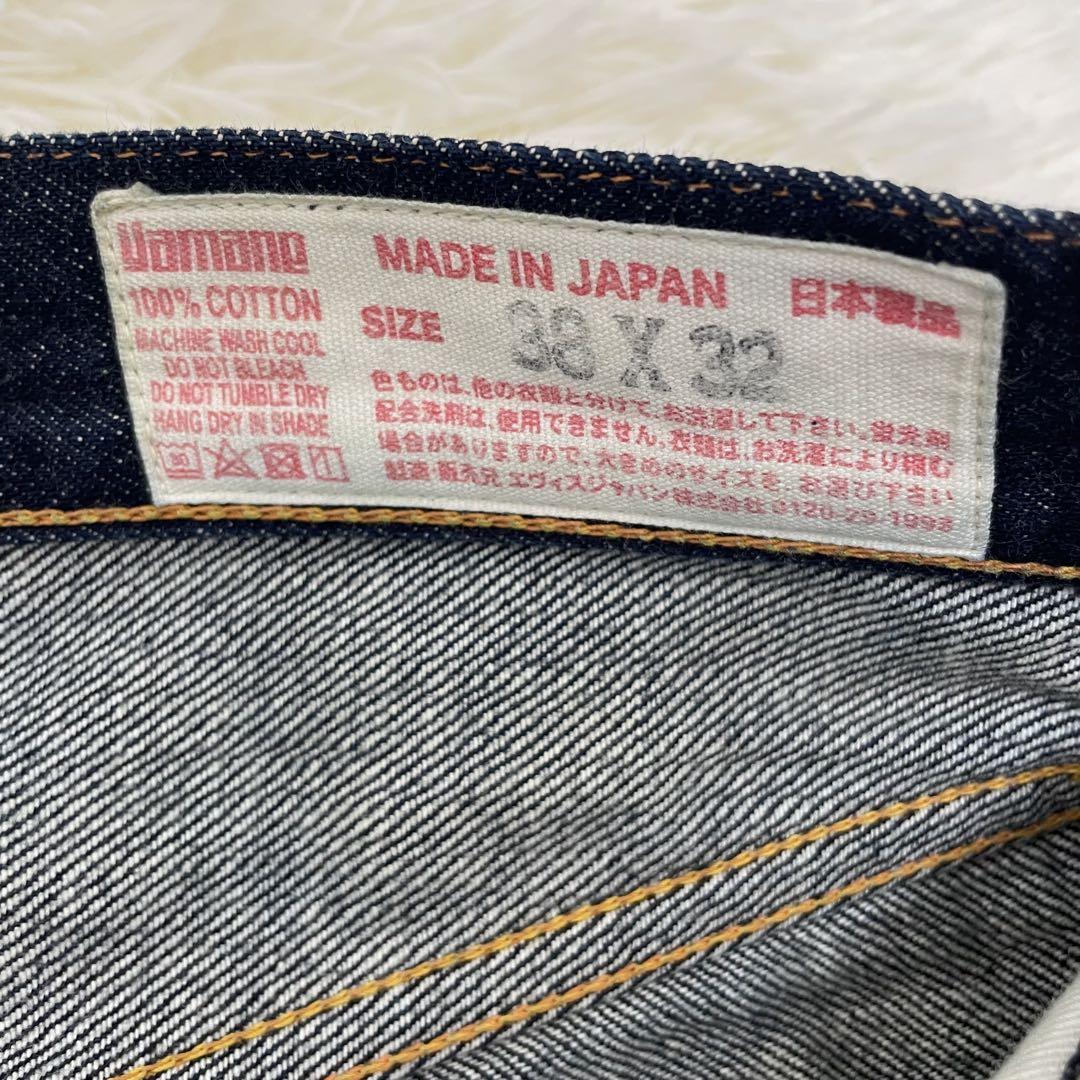 Yamane
100% COTTON
MACHINE WASH COOL
DO NOT BLEACH
DO NOT TUMBLE DRY
HANG DRY IN SHADE
MADE IN JAPAN 日本製品
SIZE 38 X 32
色ものは、他の衣類と分けて、お洗濯して下さい。蛍光剤
配合洗剤は、使用できません。衣類は、お洗濯により縮む
場合がありますので、大きめのサイズを お選び下さい
製造・販売元 エヴィスジャパン株式会社 0120-29-1998